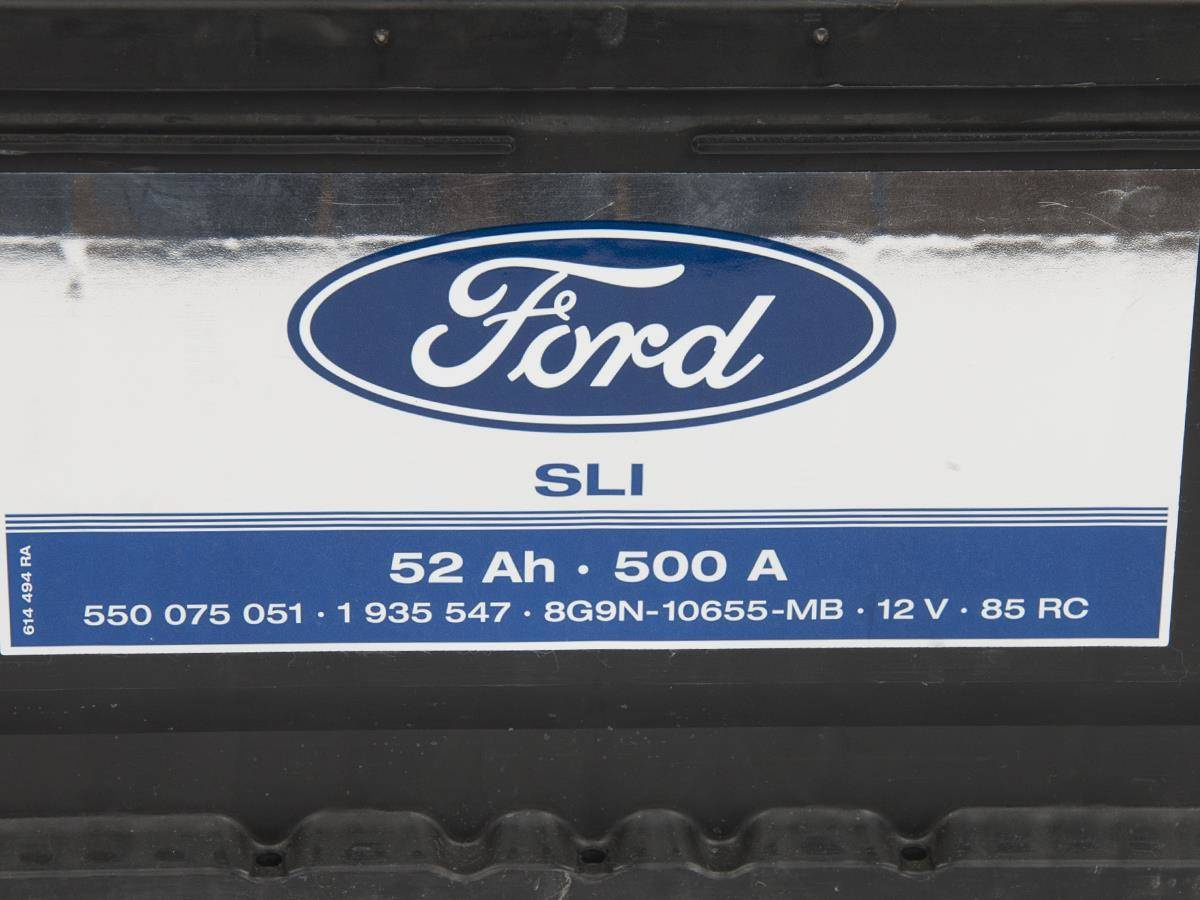 Ford
SLI
52 Ah · 500 A
550 075 051 · 1 935 547 · 8G9N-10655-MB · 12 V · 85 RC
614 494 RA